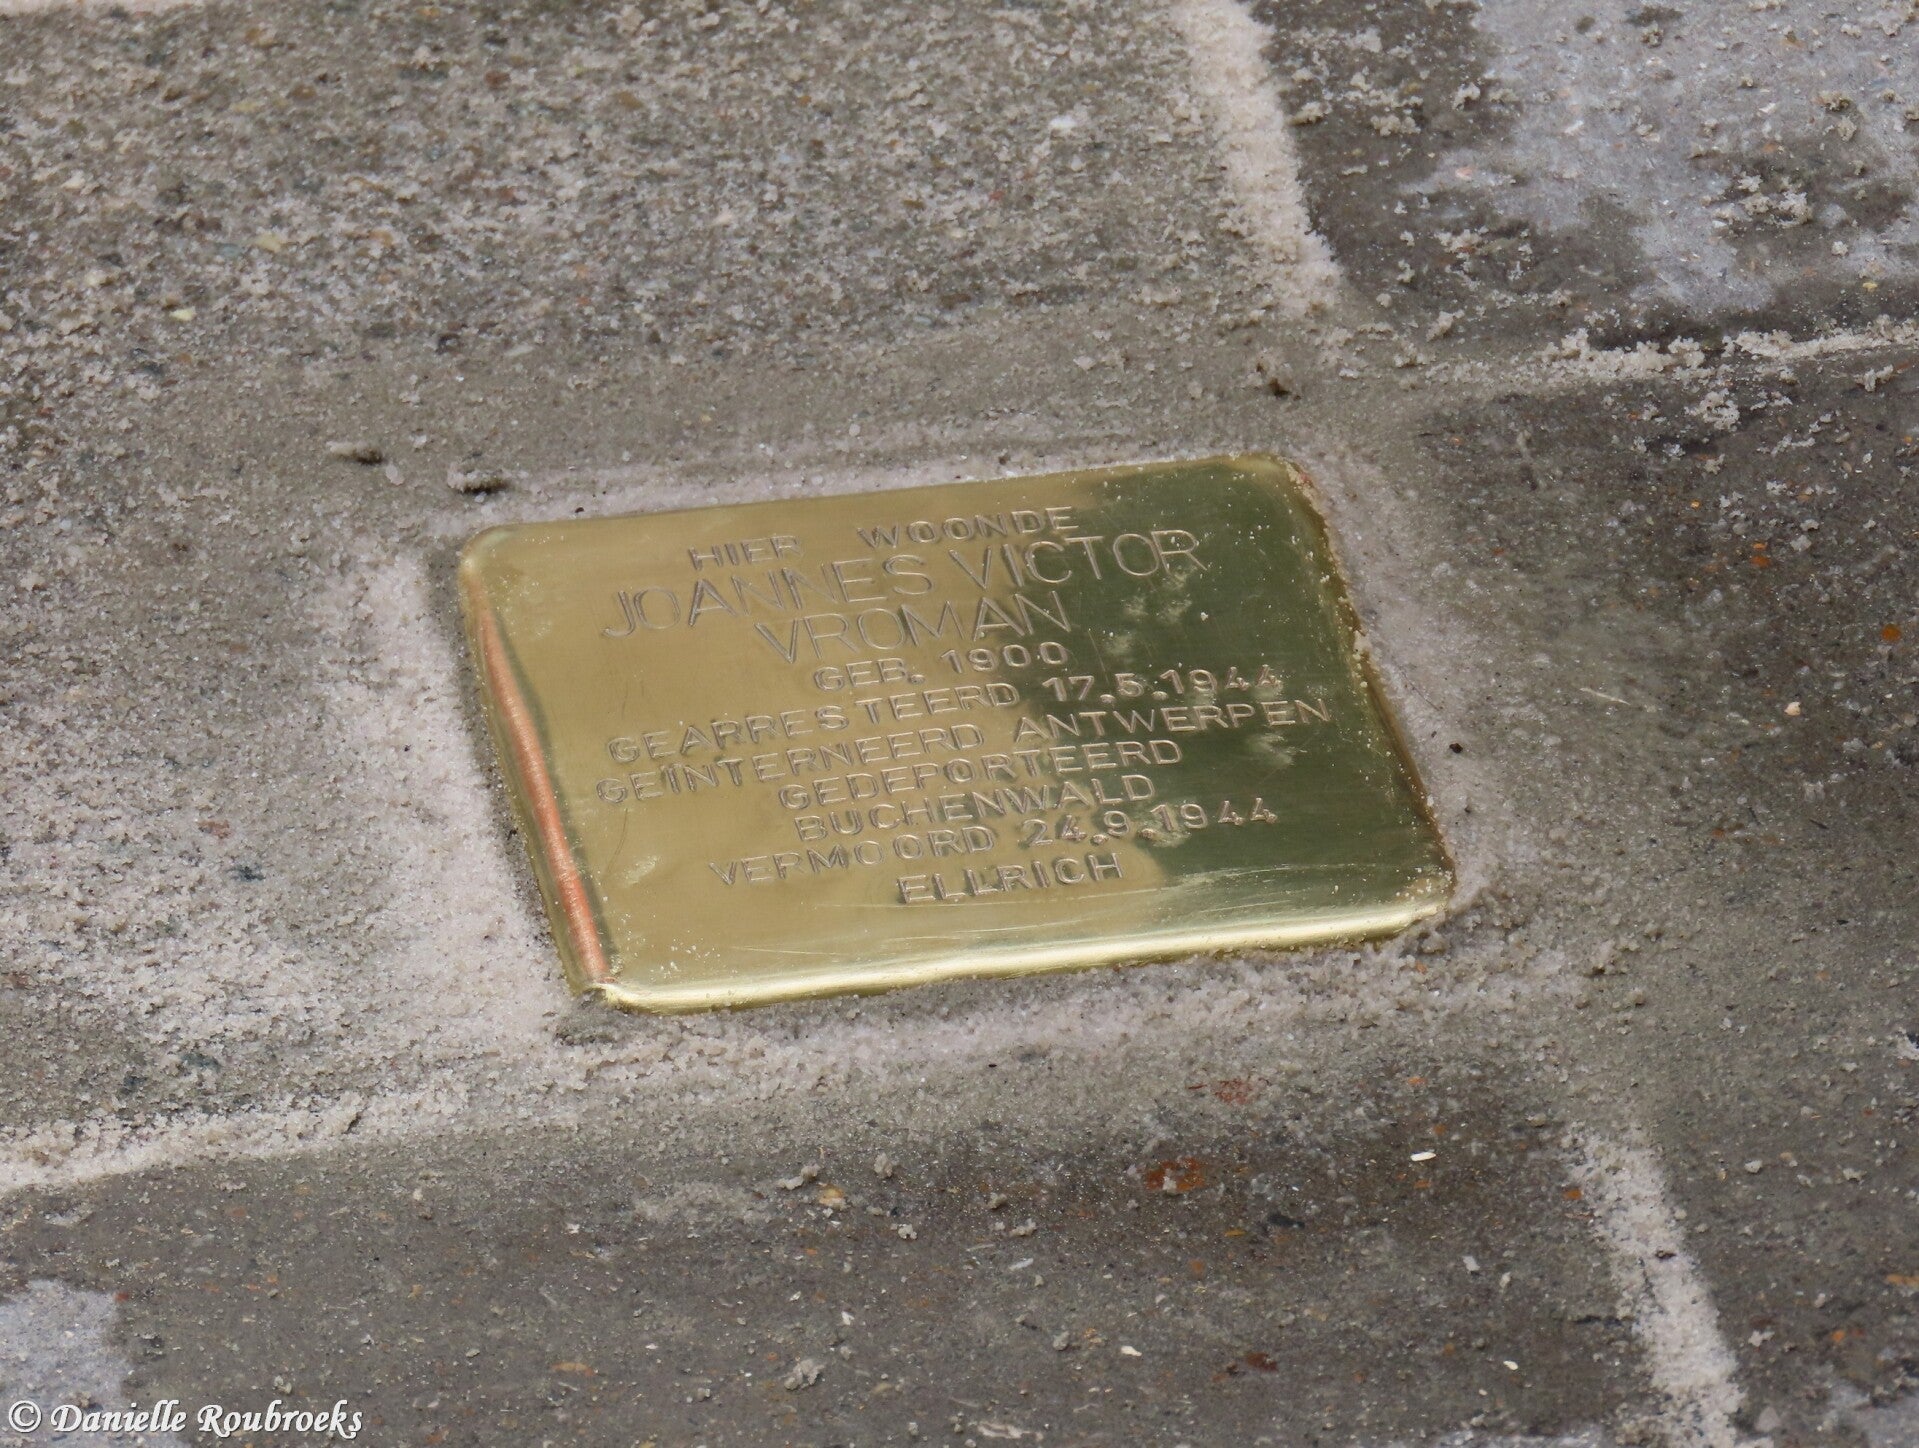 HIER WOONDE
JOANNES VICTOR
VROMAN
GEB. 1900
GEARRESTEERD 17.5.1944
GEÏNTERNEERD ANTWERPEN
GEDEPORTEERD
BUCHENWALD
VERMOORD 24.9.1944
ELLRICH
© Danielle Roubroeks